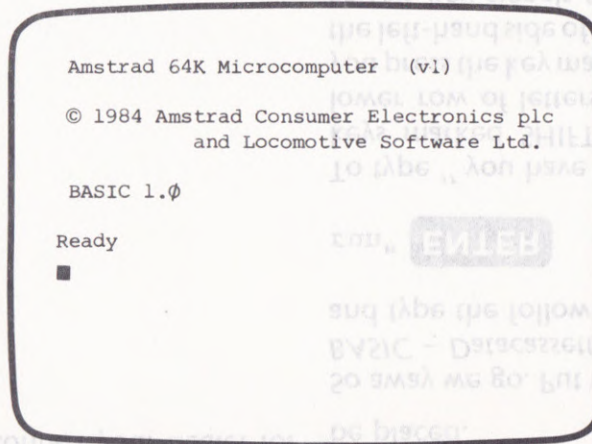 Amstrad 64K Microcomputer (v1)
© 1984 Amstrad Consumer Electronics plc
and Locomotive Software Ltd.
BASIC 1.0
Ready